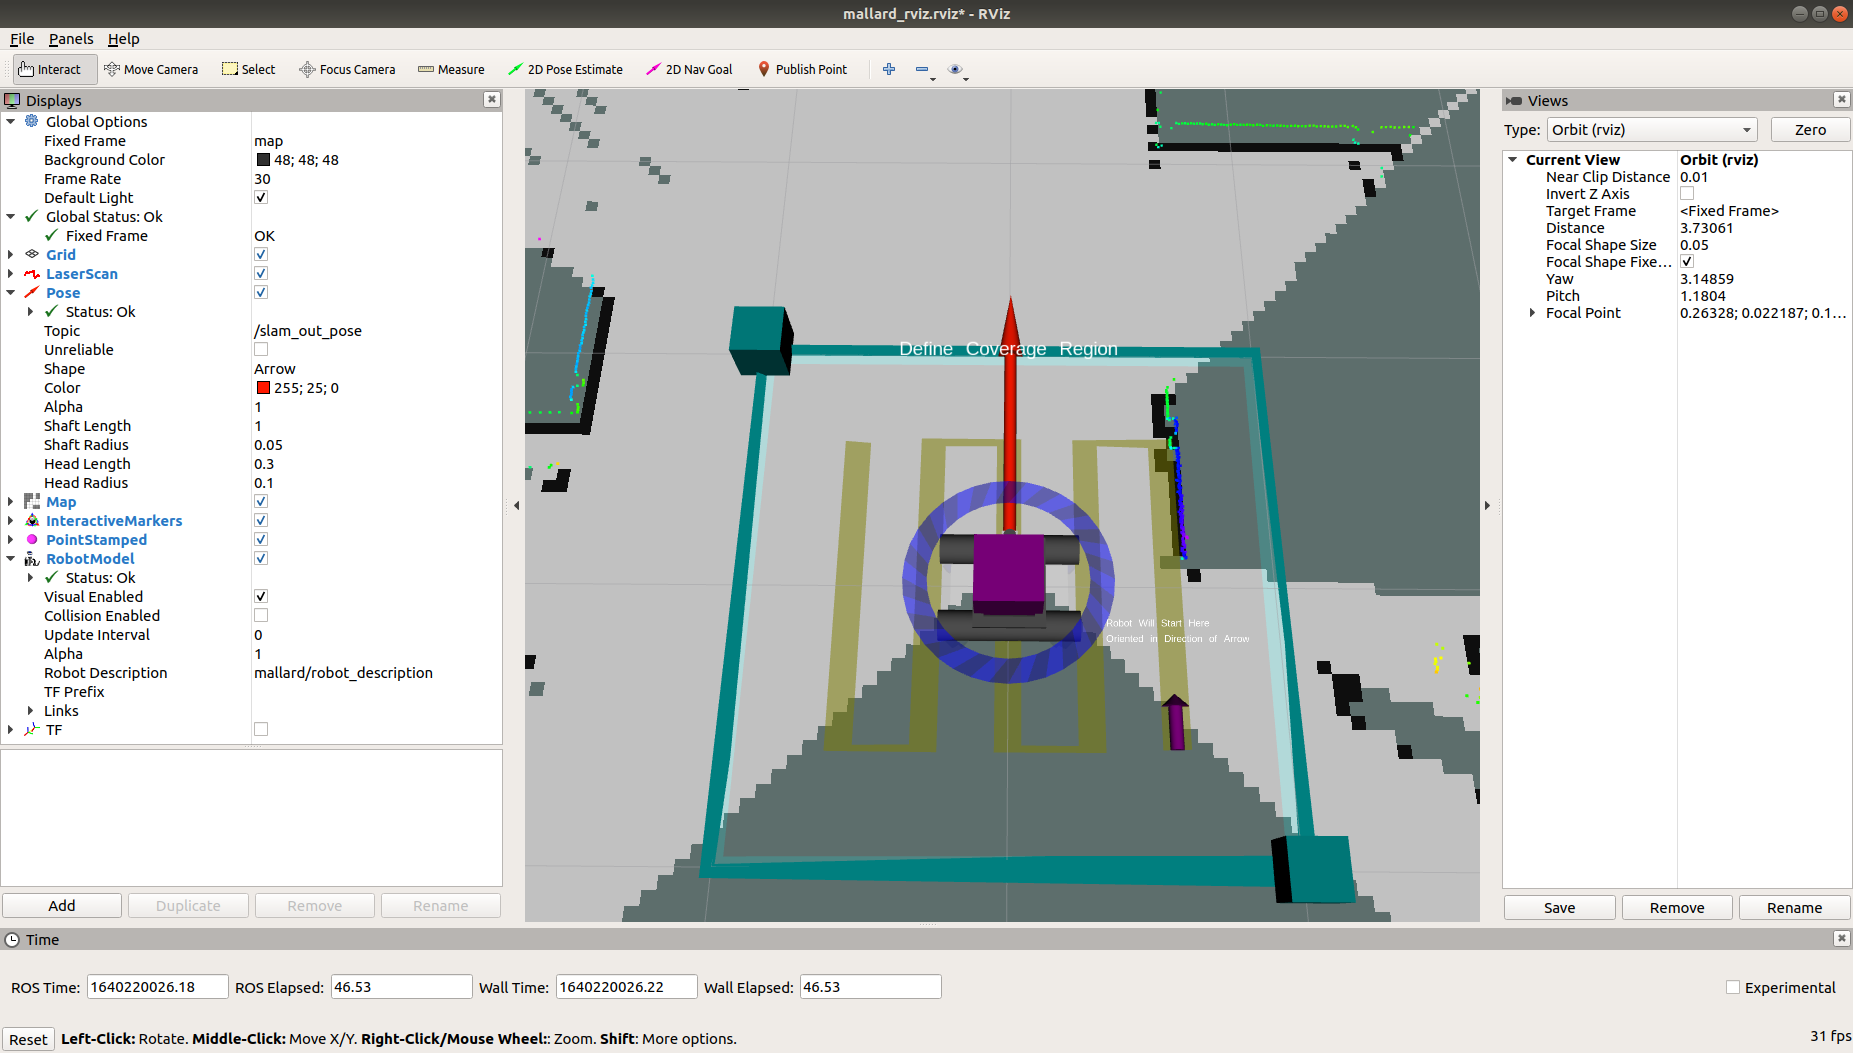 mallard_rviz.rviz* - RViz
File Panels Help
Interact Move Camera Select Focus Camera Measure 2D Pose Estimate 2D Nav Goal Publish Point
Displays
Global Options
Fixed Frame map
Background Color 48; 48; 48
Frame Rate 30
Default Light
Global Status: Ok
Fixed Frame OK
Grid
LaserScan
Pose
Status: Ok
Topic /slam_out_pose
Unreliable
Shape Arrow
Color 255; 25; 0
Alpha 1
Shaft Length 1
Shaft Radius 0.05
Head Length 0.3
Head Radius 0.1
Map
InteractiveMarkers
PointStamped
RobotModel
Status: Ok
Visual Enabled
Collision Enabled
Update Interval 0
Alpha 1
Robot Description mallard/robot_description
TF Prefix
Links
TF
Add Duplicate Remove Rename
Define Coverage Region
Robot Will Start Here
Oriented in Direction of Arrow
Views
Type: Orbit (rviz) Zero
Current View Orbit (rviz)
Near Clip Distance 0.01
Invert Z Axis
Target Frame <Fixed Frame>
Distance 3.73061
Focal Shape Size 0.05
Focal Shape Fixe...
Yaw 3.14859
Pitch 1.1804
Focal Point 0.26328; 0.022187; 0.1...
Save Remove Rename
Time
ROS Time: 1640220026.18 ROS Elapsed: 46.53 Wall Time: 1640220026.22 Wall Elapsed: 46.53 Experimental
Reset Left-Click: Rotate. Middle-Click: Move X/Y. Right-Click/Mouse Wheel:: Zoom. Shift: More options. 31 fps